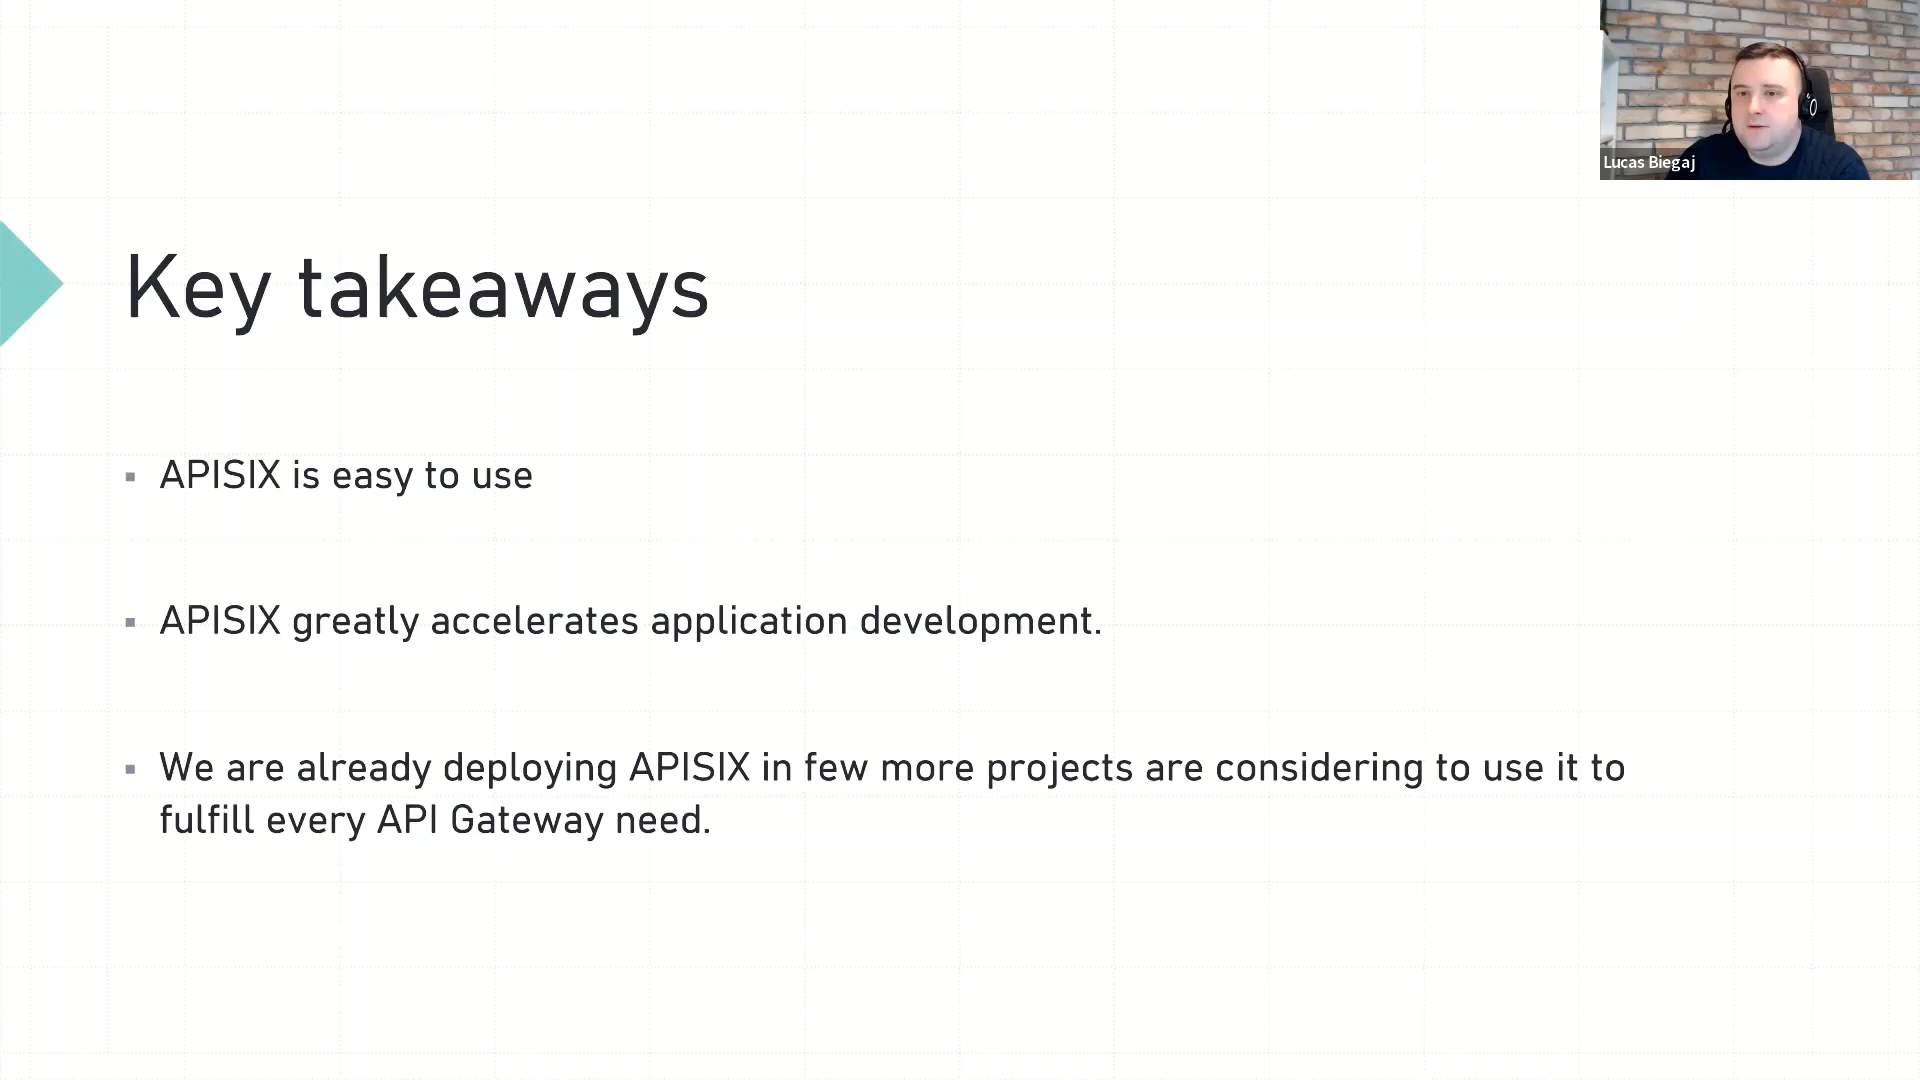 Lucas Biegaj
Key takeaways
APISIX is easy to use
APISIX greatly accelerates application development.
We are already deploying APISIX in few more projects are considering to use it to
fulfill every API Gateway need.